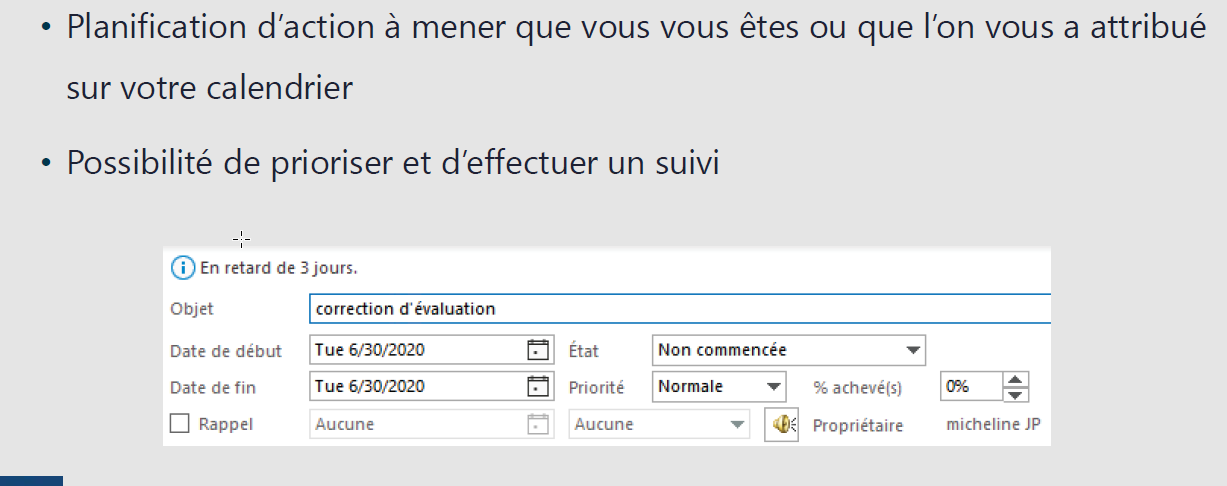 • Planification d’action à mener que vous vous êtes ou que l’on vous a attribué
sur votre calendrier
• Possibilité de prioriser et d’effectuer un suivi
En retard de 3 jours.
Objet correction d'évaluation
Date de début Tue 6/30/2020 État Non commencée
Date de fin Tue 6/30/2020 Priorité Normale % achevé(s) 0%
Rappel Aucune Aucune Propriétaire micheline JP